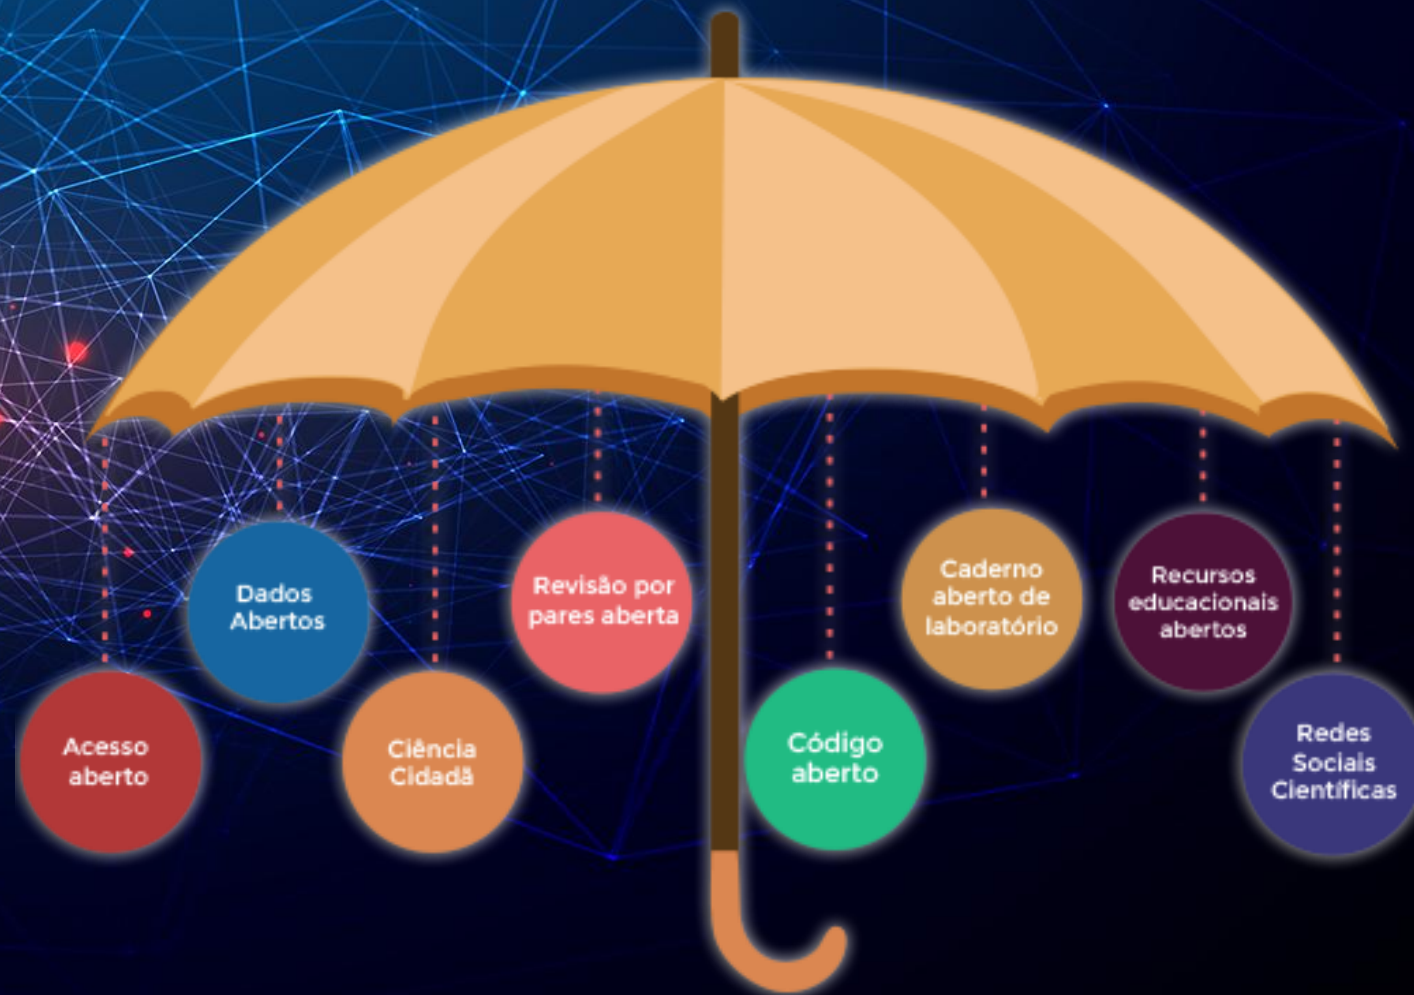 Acesso
aberto
Dados
Abertos
Ciência
Cidadã
Revisão por
pares aberta
Código
aberto
Caderno
aberto de
laboratório
Recursos
educacionais
abertos
Redes
Sociais
Científicas